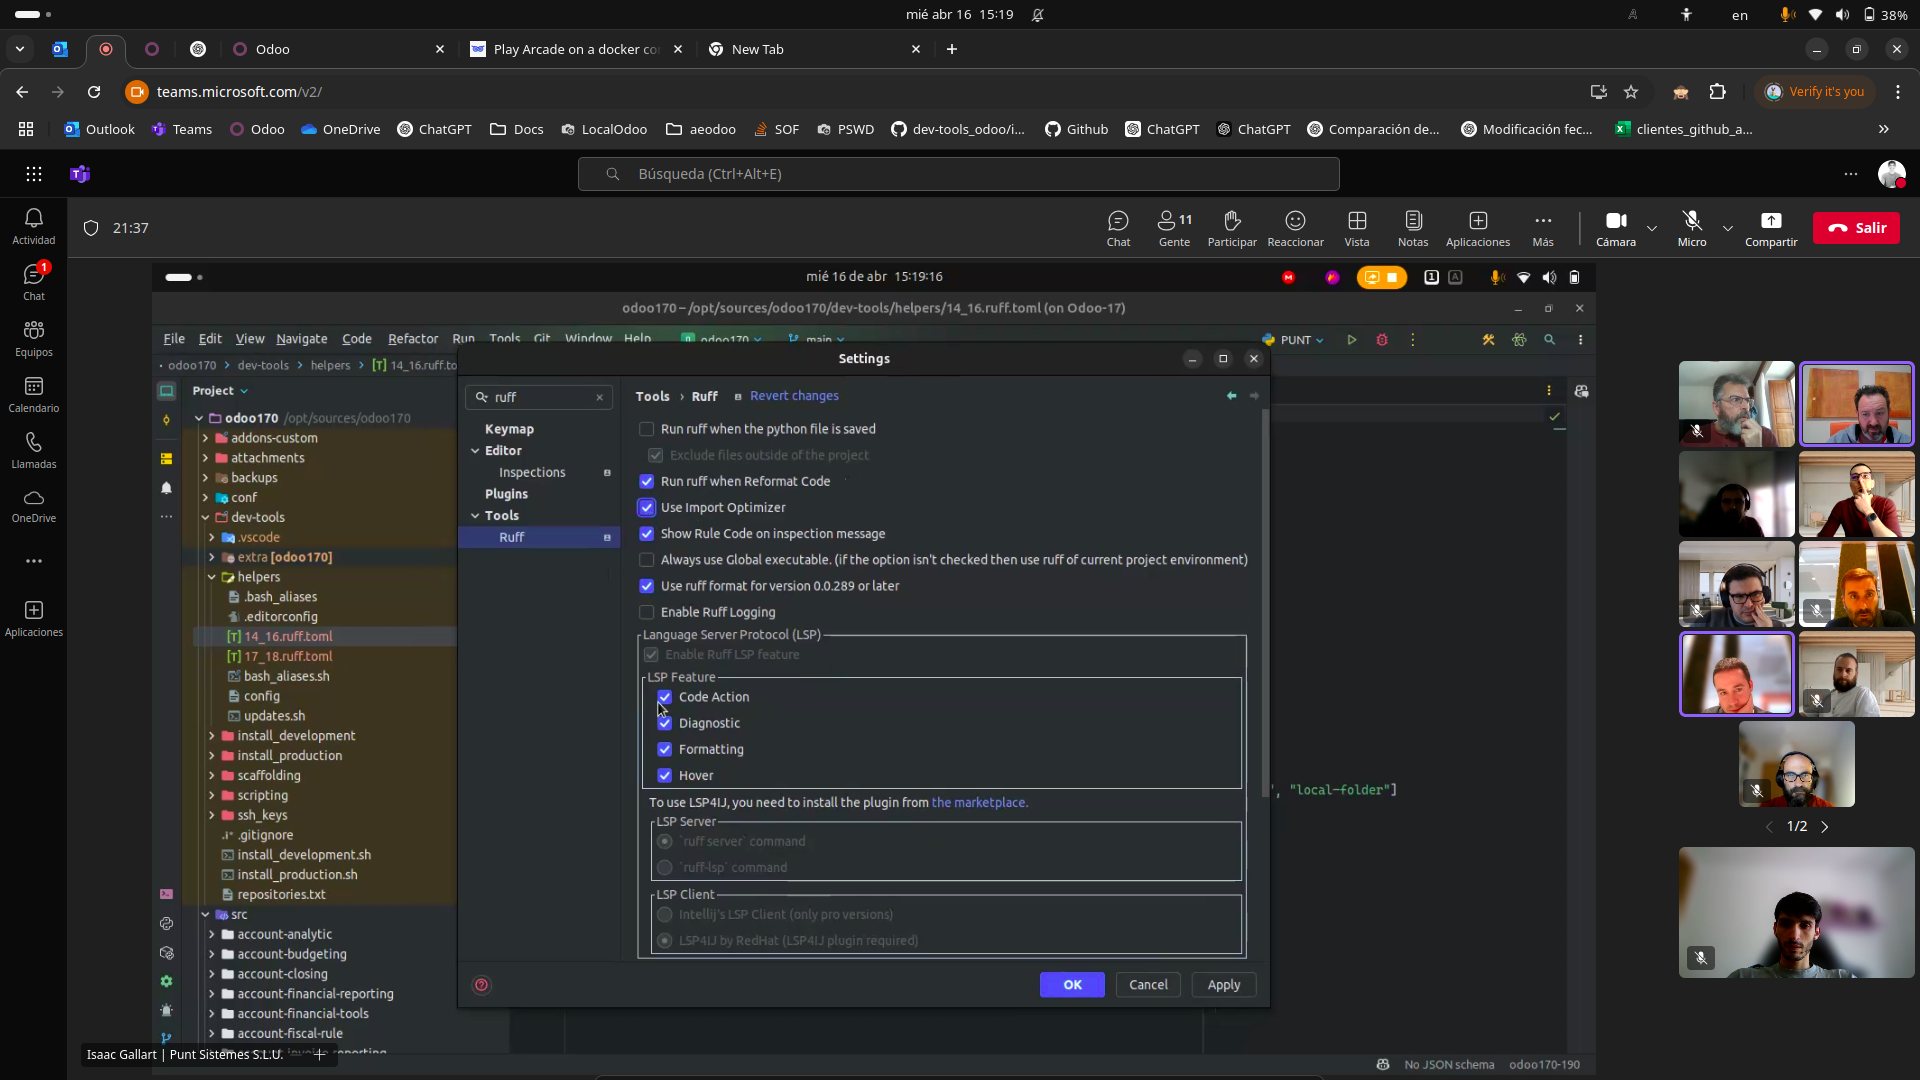 mié abr 16 15:19
en
38%
Odoo
Play Arcade on a docker co
New Tab
teams.microsoft.com/v2/
Verify it's you
Outlook
Teams
Odoo
OneDrive
ChatGPT
Docs
LocalOdoo
aeodoo
SOF
PSWD
dev-tools_odoo/i...
Github
ChatGPT
ChatGPT
Comparación de...
Modificación fec...
clientes_github_a...
Búsqueda (Ctrl+Alt+E)
Actividad
1
Chat
Equipos
Calendario
Llamadas
OneDrive
Aplicaciones
21:37
Chat
11
Gente
Participar
Reaccionar
Vista
Notas
Aplicaciones
Más
Cámara
Micro
Compartir
Salir
mié 16 de abr 15:19:16
odoo170 – /opt/sources/odoo170/dev-tools/helpers/14_16.ruff.toml (on Odoo-17)
File Edit View Navigate Code Refactor Run Tools Git Window Help
odoo170
main
PUNT
odoo170 > dev-tools > helpers > [T] 14_16.ruff.to
Project
odoo170 /opt/sources/odoo170
addons-custom
attachments
backups
conf
dev-tools
.vscode
extra [odoo170]
helpers
.bash_aliases
.editorconfig
[T] 14_16.ruff.toml
[T] 17_18.ruff.toml
bash_aliases.sh
config
updates.sh
install_development
install_production
scaffolding
scripting
ssh_keys
.gitignore
install_development.sh
install_production.sh
repositories.txt
src
account-analytic
account-budgeting
account-closing
account-financial-reporting
account-financial-tools
account-fiscal-rule
Settings
ruff
Keymap
Editor
Inspections
Plugins
Tools
Ruff
Tools > Ruff
Revert changes
Run ruff when the python file is saved
Exclude files outside of the project
Run ruff when Reformat Code
Use Import Optimizer
Show Rule Code on inspection message
Always use Global executable. (if the option isn't checked then use ruff of current project environment)
Use ruff format for version 0.0.289 or later
Enable Ruff Logging
Language Server Protocol (LSP)
Enable Ruff LSP feature
LSP Feature
Code Action
Diagnostic
Formatting
Hover
To use LSP4IJ, you need to install the plugin from the marketplace.
LSP Server
`ruff server` command
`ruff-lsp` command
LSP Client
Intellij's LSP Client (only pro versions)
LSP4IJ by RedHat (LSP4IJ plugin required)
OK
Cancel
Apply
", "local-folder"]
1/2
Isaac Gallart | Punt Sistemes S.L.U.
No JSON schema
odoo170-190